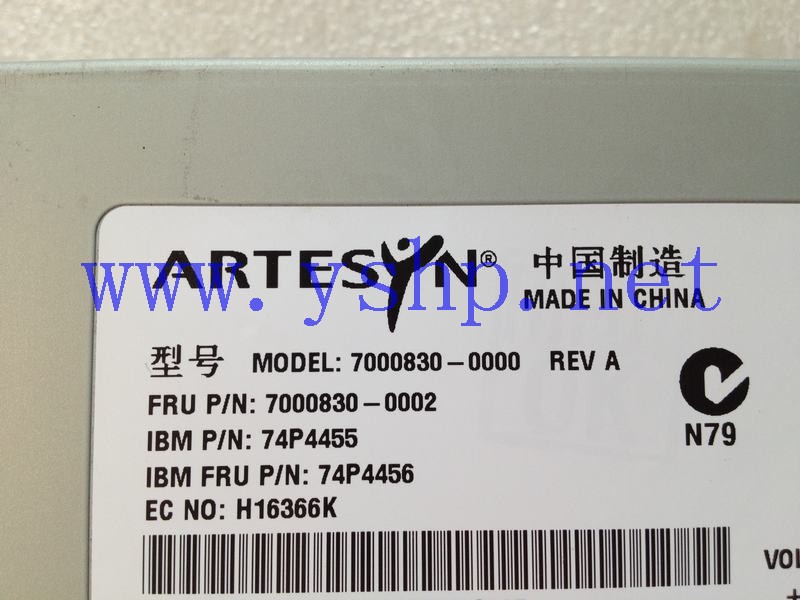 ARTESYN® 中国制造
MADE IN CHINA
www.yshp.net
型号 MODEL: 7000830-0000 REV A
FRU P/N: 7000830-0002
IBM P/N: 74P4455
IBM FRU P/N: 74P4456
EC NO: H16366K
N79